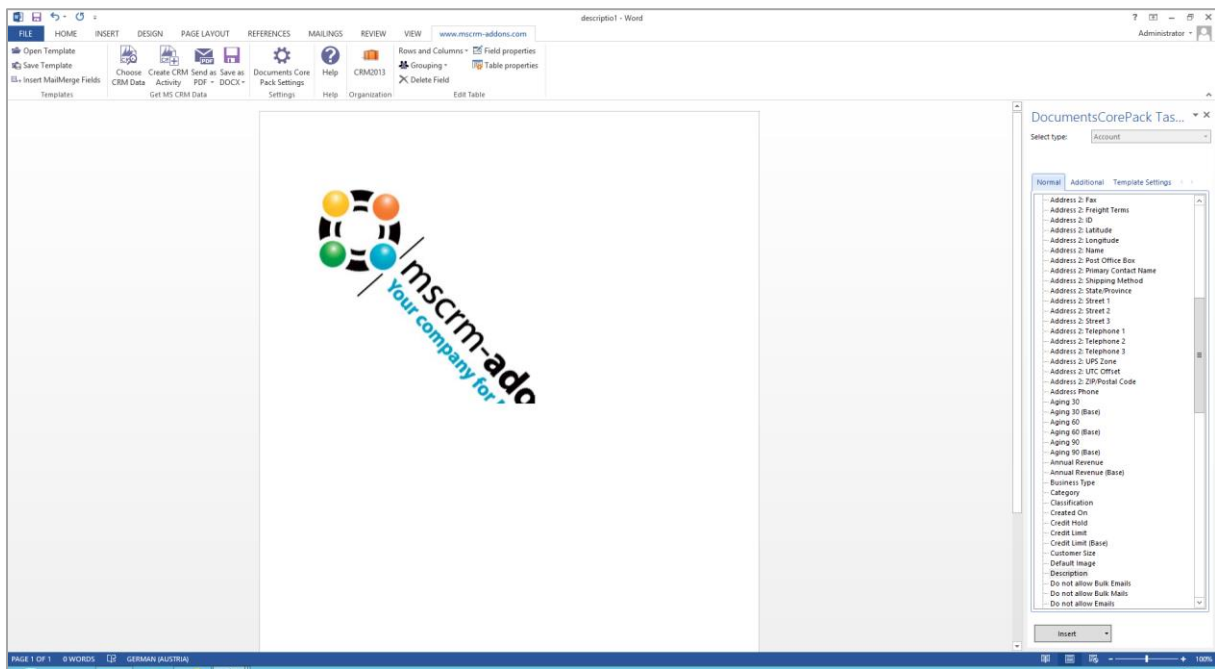 descriptio1 - Word
FILE HOME INSERT DESIGN PAGE LAYOUT REFERENCES MAILINGS REVIEW VIEW www.mscrm-addons.com Administrator
Open Template
Save Template
Insert MailMerge Fields
Templates
Choose CRM Data
Create CRM Activity
Send as PDF
Save as DOCX
Get MS CRM Data
Documents Core Pack Settings
Settings
Help
Help
CRM2013
Organization
Rows and Columns Field properties
Grouping Table properties
Delete Field
Edit Table
mscrm-ado
Your company for
DocumentsCorePack Tas...
Select type: Account
Normal Additional Template Settings
Address 2: Fax
Address 2: Freight Terms
Address 2: ID
Address 2: Latitude
Address 2: Longitude
Address 2: Name
Address 2: Post Office Box
Address 2: Primary Contact Name
Address 2: Shipping Method
Address 2: State/Province
Address 2: Street 1
Address 2: Street 2
Address 2: Street 3
Address 2: Telephone 1
Address 2: Telephone 2
Address 2: Telephone 3
Address 2: UPS Zone
Address 2: UTC Offset
Address 2: ZIP/Postal Code
Address Phone
Aging 30
Aging 30 (Base)
Aging 60
Aging 60 (Base)
Aging 90
Aging 90 (Base)
Annual Revenue
Annual Revenue (Base)
Business Type
Category
Classification
Created On
Credit Hold
Credit Limit
Credit Limit (Base)
Customer Size
Default Image
Description
Do not allow Bulk Emails
Do not allow Bulk Mails
Do not allow Emails
Insert
PAGE 1 OF 1 0 WORDS GERMAN (AUSTRIA) 100%